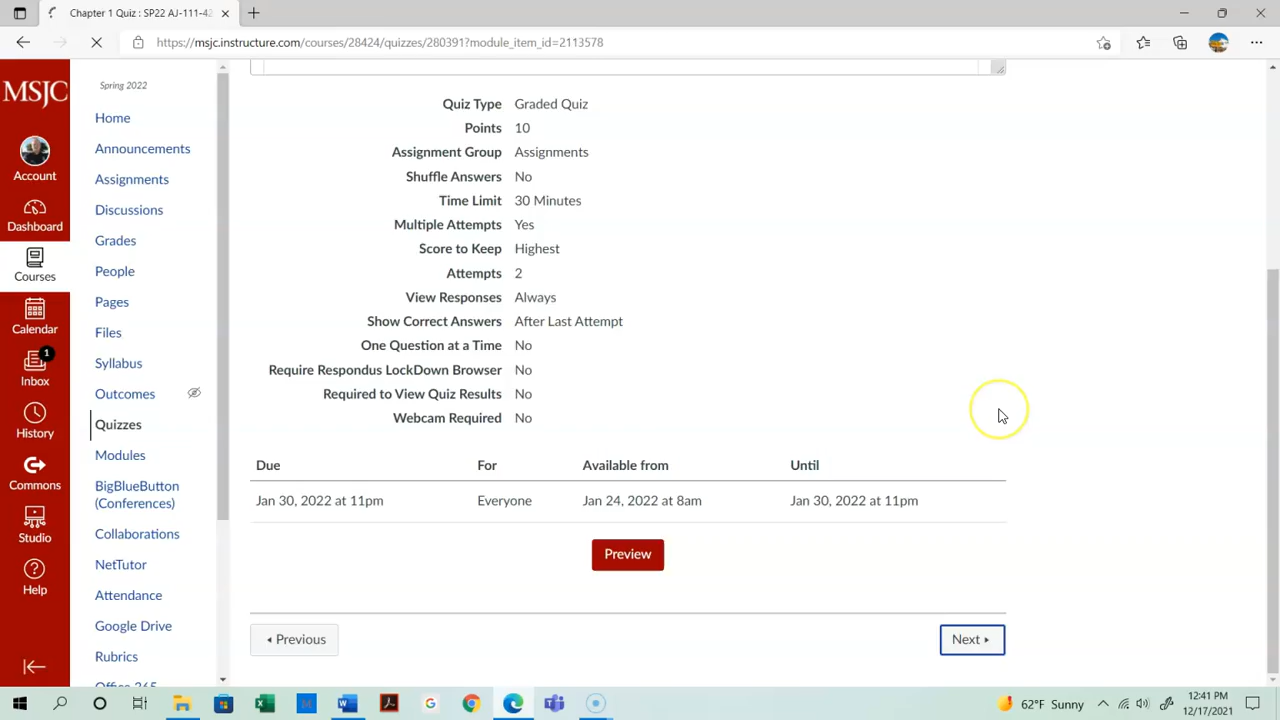 Chapter 1 Quiz : SP22 AJ-111-42
https://msjc.instructure.com/courses/28424/quizzes/280391?module_item_id=2113578
MSJC
Account
Dashboard
Courses
Calendar
1
Inbox
History
Commons
Studio
Help
Spring 2022
Home
Announcements
Assignments
Discussions
Grades
People
Pages
Files
Syllabus
Outcomes
Quizzes
Modules
BigBlueButton
(Conferences)
Collaborations
NetTutor
Attendance
Google Drive
Rubrics
Office 365
Quiz Type Graded Quiz
Points 10
Assignment Group Assignments
Shuffle Answers No
Time Limit 30 Minutes
Multiple Attempts Yes
Score to Keep Highest
Attempts 2
View Responses Always
Show Correct Answers After Last Attempt
One Question at a Time No
Require Respondus LockDown Browser No
Required to View Quiz Results No
Webcam Required No
Due For Available from Until
Jan 30, 2022 at 11pm Everyone Jan 24, 2022 at 8am Jan 30, 2022 at 11pm
Preview
Previous
Next
62°F Sunny
12:41 PM
12/17/2021